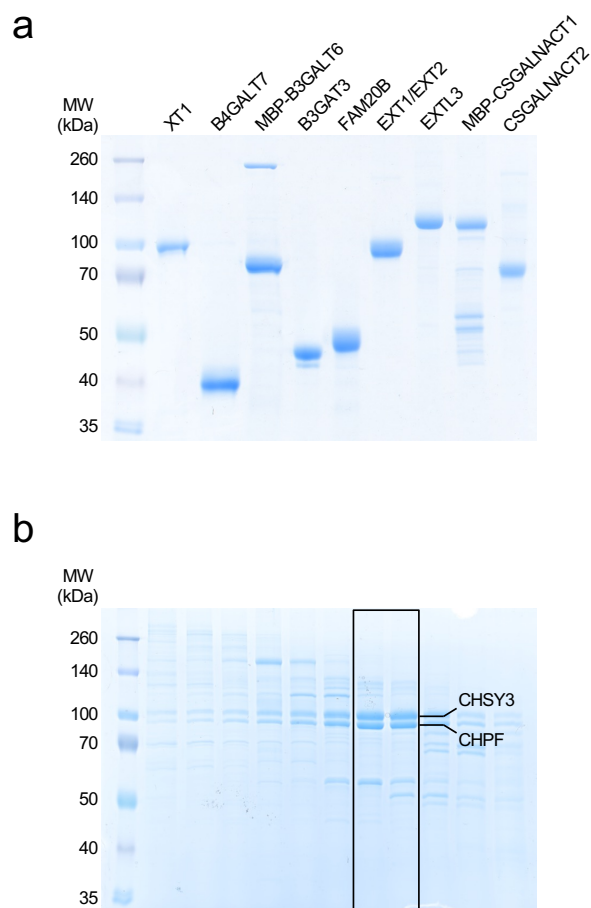 a
MW
(kDa)
XT1
B4GALT7
MBP-B3GALT6
B3GAT3
FAM20B
EXT1/EXT2
EXTL3
MBP-CSGALNACT1
CSGALNACT2
260
140
100
70
50
40
35
b
MW
(kDa)
260
140
100
CHSY3
70
CHPF
50
40
35